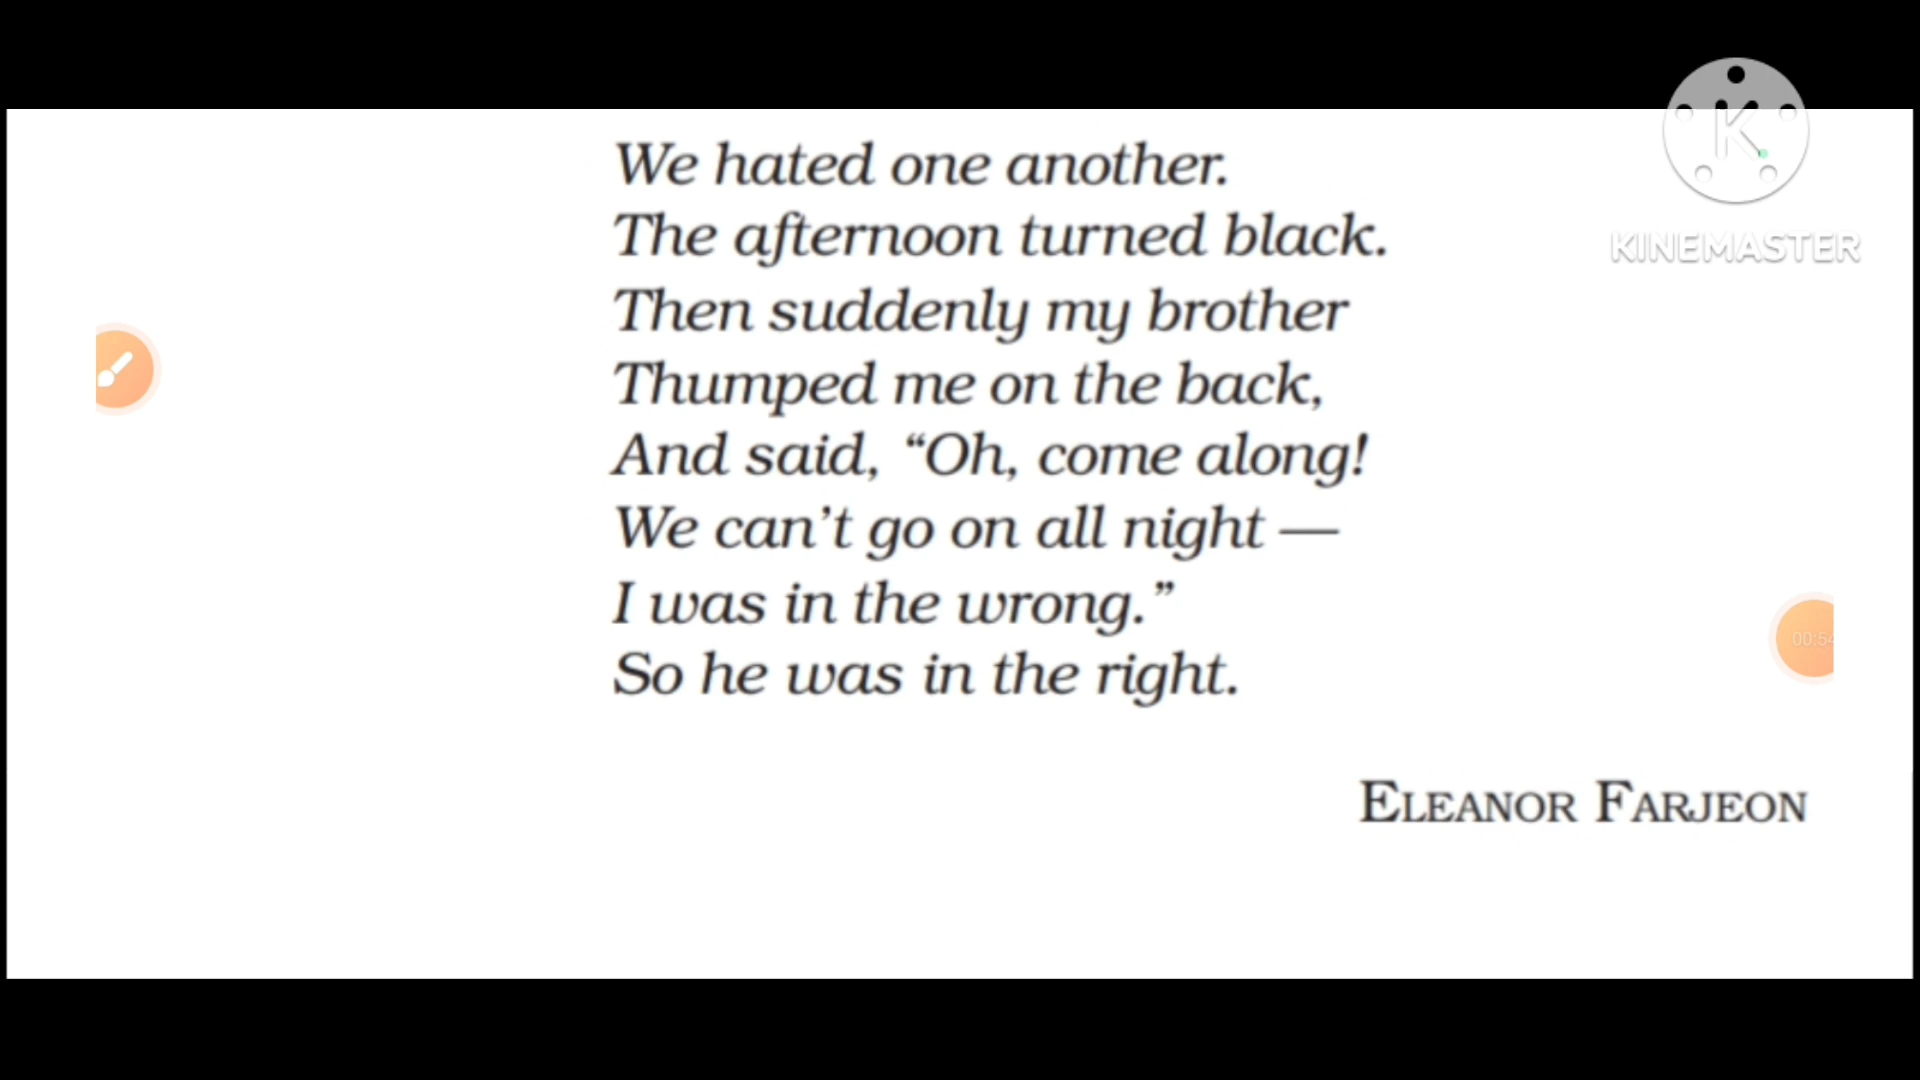 KINEMASTER
We hated one another.
The afternoon turned black.
Then suddenly my brother
Thumped me on the back,
And said, “Oh, come along!
We can’t go on all night —
I was in the wrong.”
So he was in the right.
00:54
ELEANOR FARJEON